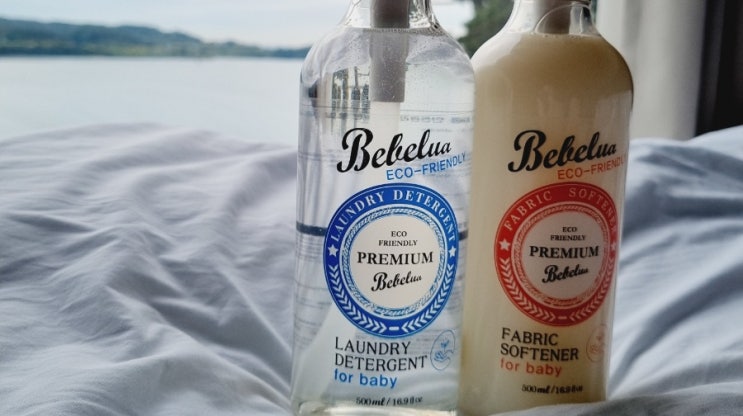 Bebelua
ECO-FRIENDLY
LAUNDRY DETERGENT
ECO
FRIENDLY
PREMIUM
Bebelua
LAUNDRY
DETERGENT
for baby
500ml / 16.9 fl oz
Bebelua
ECO-FRIENDLY
FABRIC SOFTENER
ECO
FRIENDLY
PREMIUM
Bebelua
FABRIC
SOFTENER
for baby
500ml / 16.9 fl oz